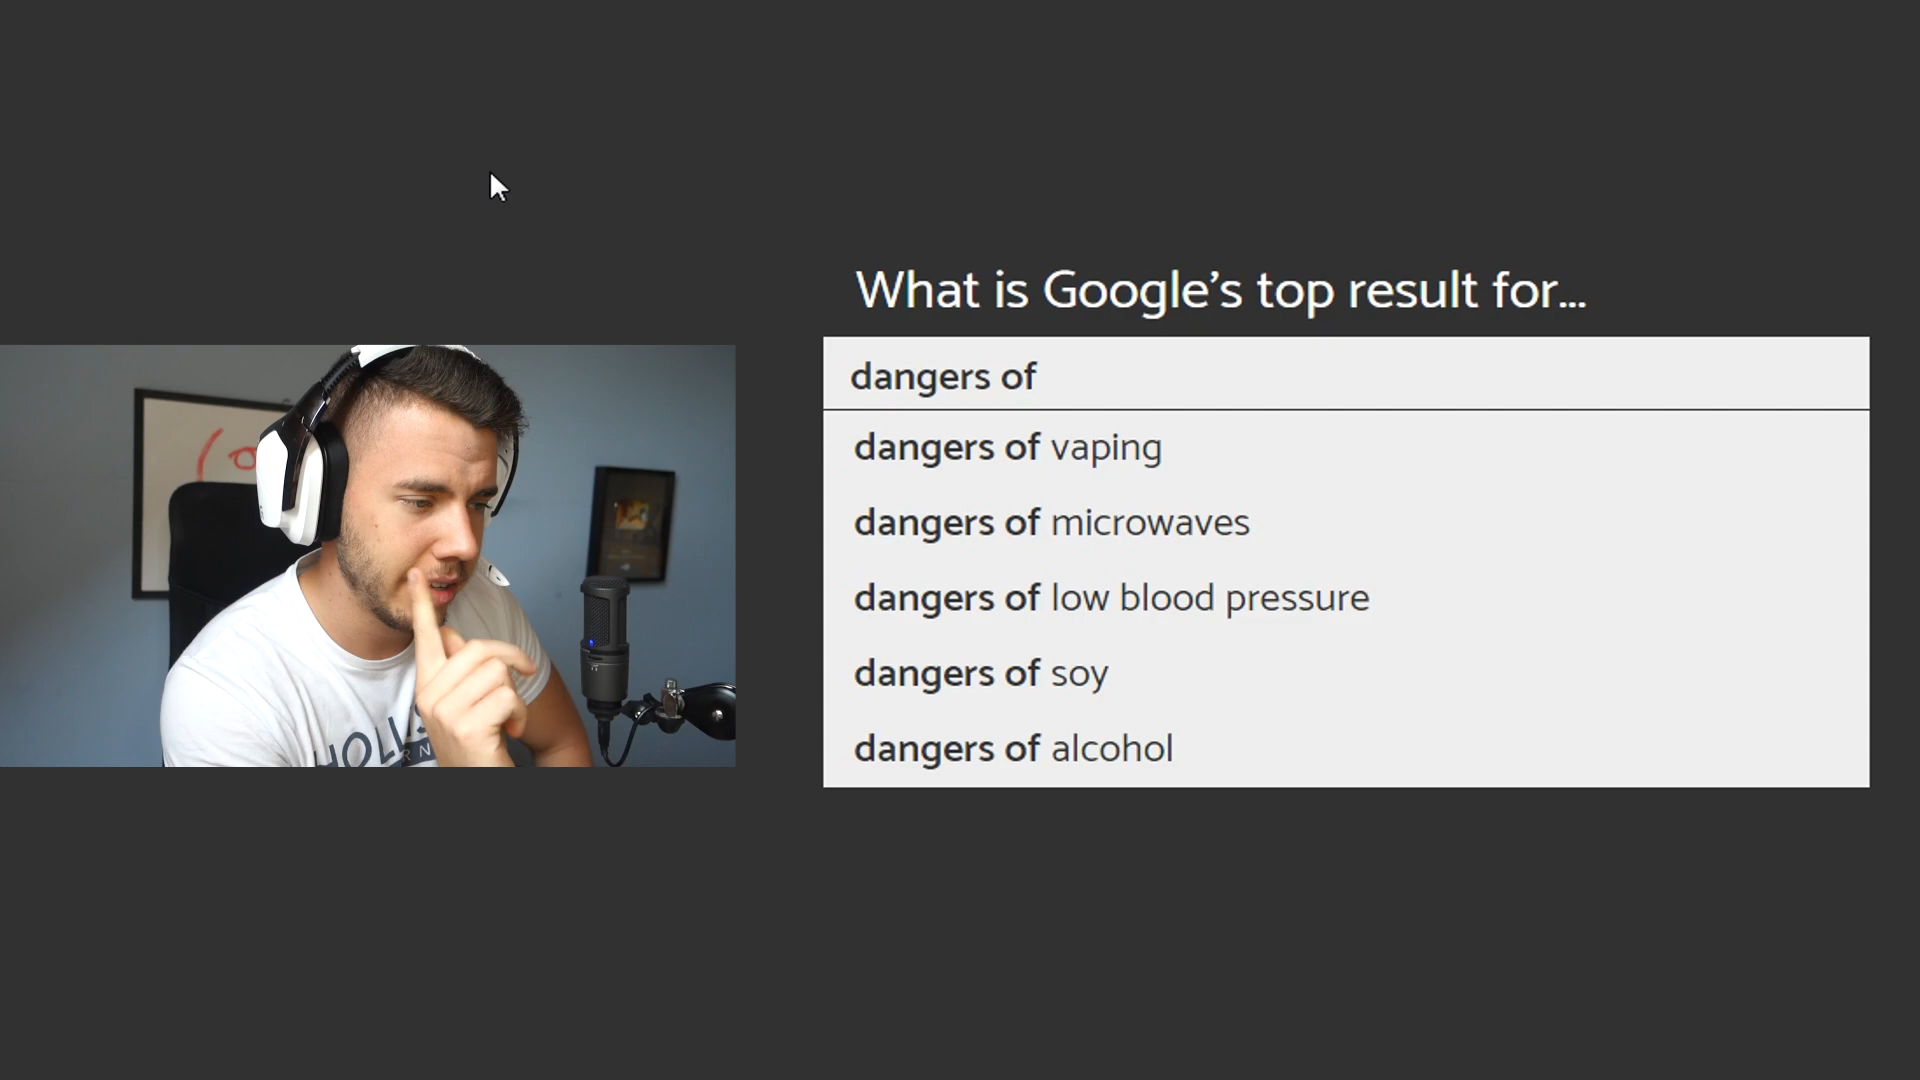 What is Google's top result for...
dangers of
dangers of vaping
dangers of microwaves
dangers of low blood pressure
dangers of soy
dangers of alcohol